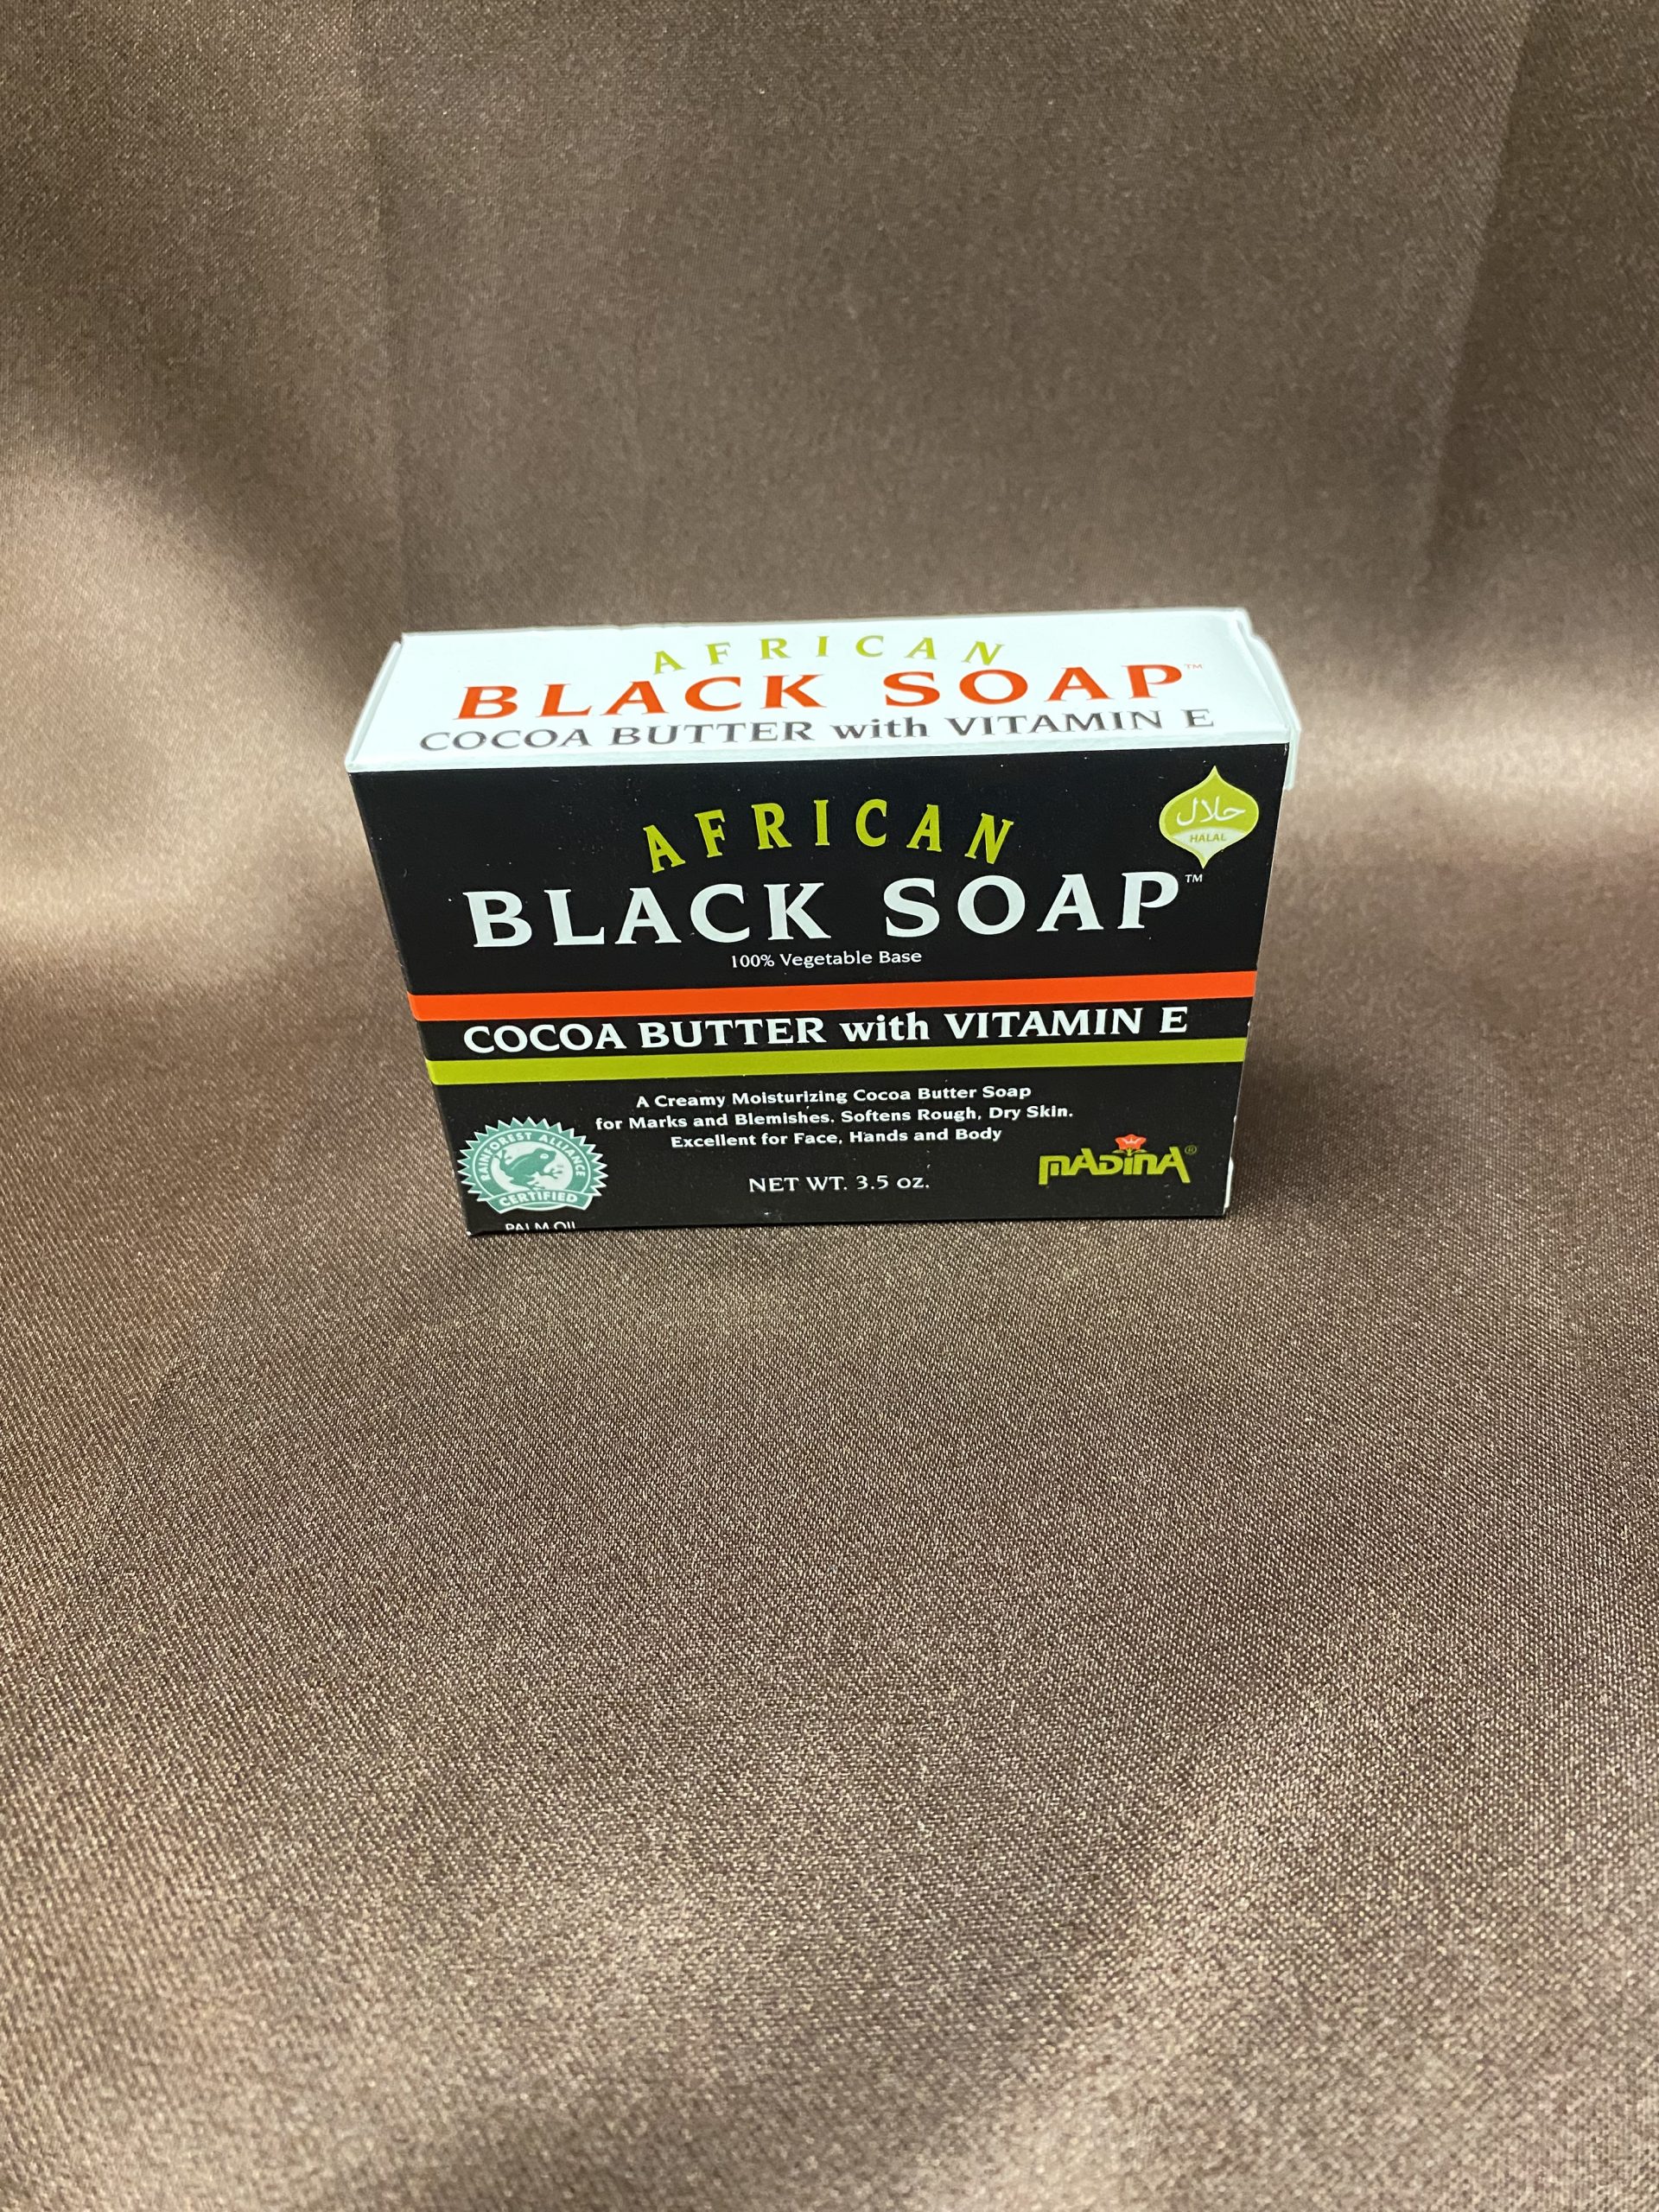 AFRICAN
BLACK SOAP™
COCOA BUTTER with VITAMIN E
AFRICAN
BLACK SOAP™
100% Vegetable Base
حلال
HALAL
COCOA BUTTER with VITAMIN E
A Creamy Moisturizing Cocoa Butter Soap
for Marks and Blemishes. Softens Rough, Dry Skin.
Excellent for Face, Hands and Body
NET WT. 3.5 oz.
RAINFOREST ALLIANCE
CERTIFIED
PALM OIL
MADINA®